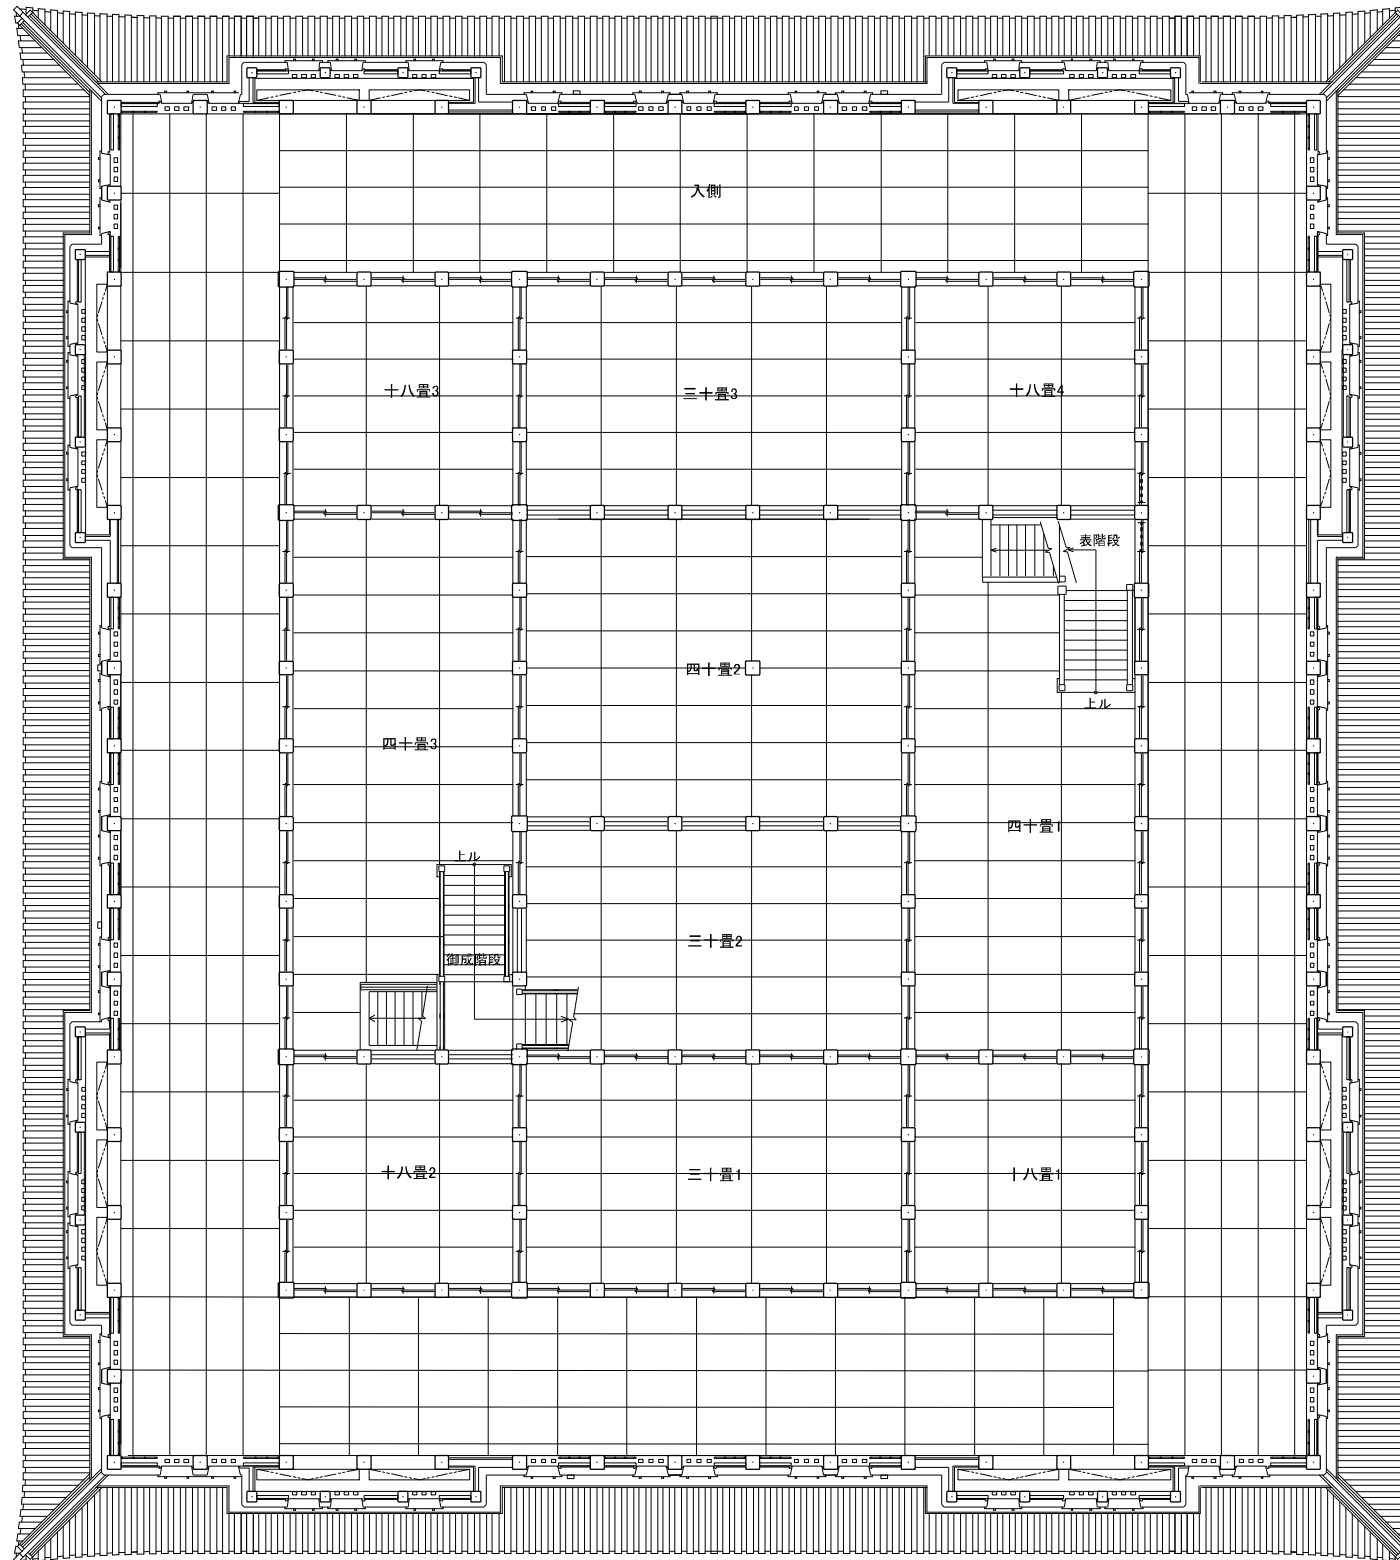 入側
十八畳3
三十畳3
十八畳4
表階段
四十畳2
上ル
四十畳3
四十畳1
上ル
三十畳2
御成階段
十八畳2
三十畳1
十八畳1